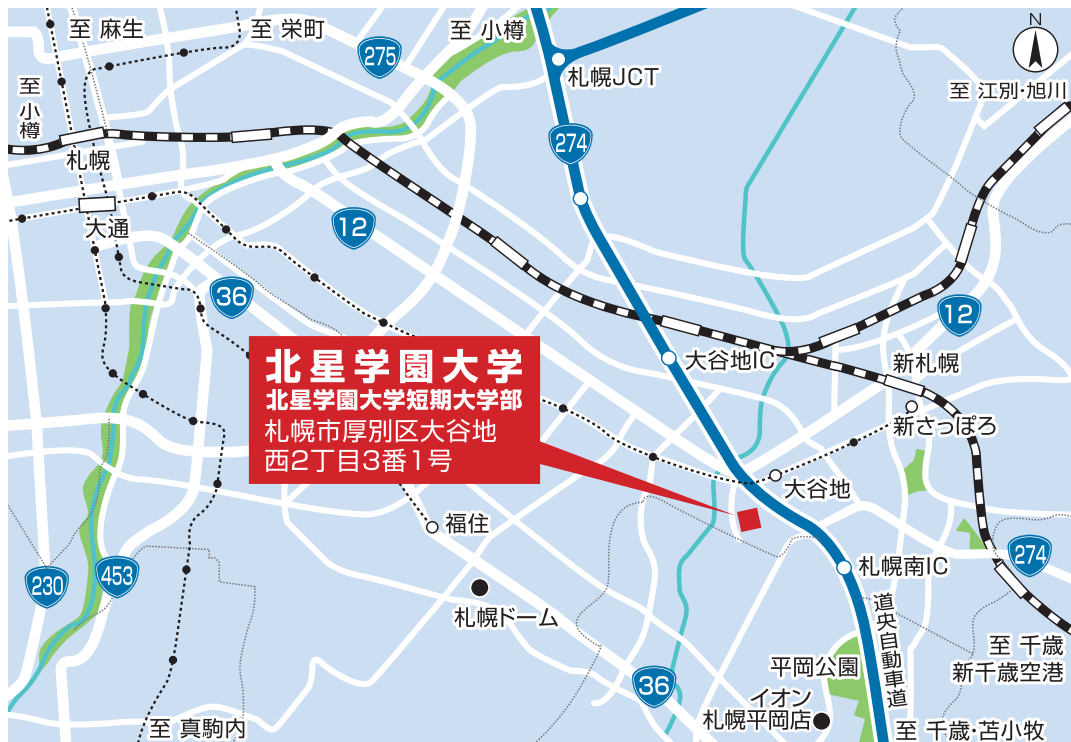 至 麻生
至 栄町
至 小樽
275
N
札幌JCT
至 小樽
至 江別・旭川
274
札幌
大通
12
36
12
北星学園大学
北星学園大学短期大学部
札幌市厚別区大谷地
西2丁目3番1号
大谷地IC
新札幌
新さっぽろ
大谷地
福住
274
札幌南IC
230
453
札幌ドーム
道央自動車道
至 千歳
新千歳空港
平岡公園
36
イオン
札幌平岡店
至 真駒内
至 千歳・苫小牧